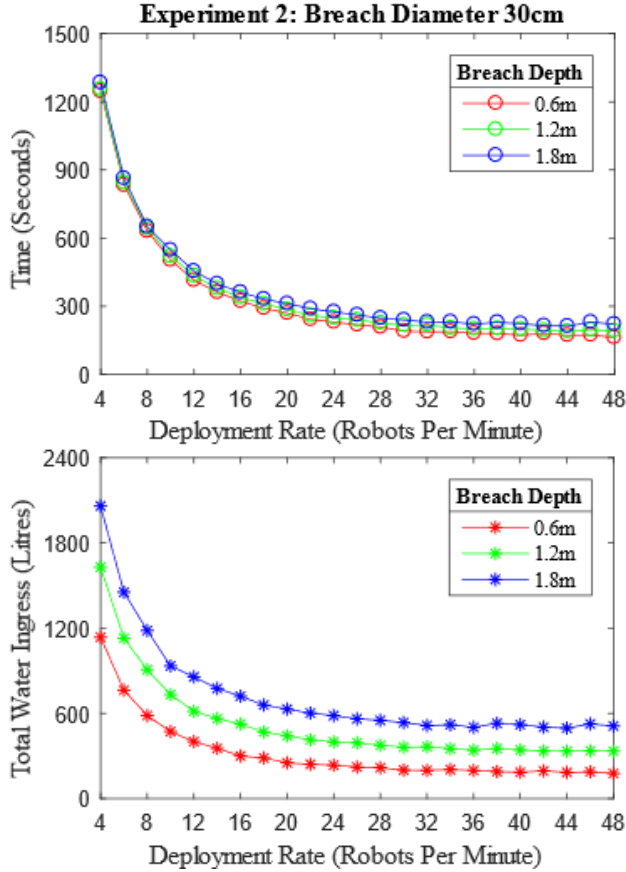 Experiment 2: Breach Diameter 30cm
1500
1200
900
600
300
0
Time (Seconds)
Breach Depth
0.6m
1.2m
1.8m
4 8 12 16 20 24 28 32 36 40 44 48
Deployment Rate (Robots Per Minute)
2400
1800
1200
600
0
Total Water Ingress (Litres)
Breach Depth
0.6m
1.2m
1.8m
4 8 12 16 20 24 28 32 36 40 44 48
Deployment Rate (Robots Per Minute)